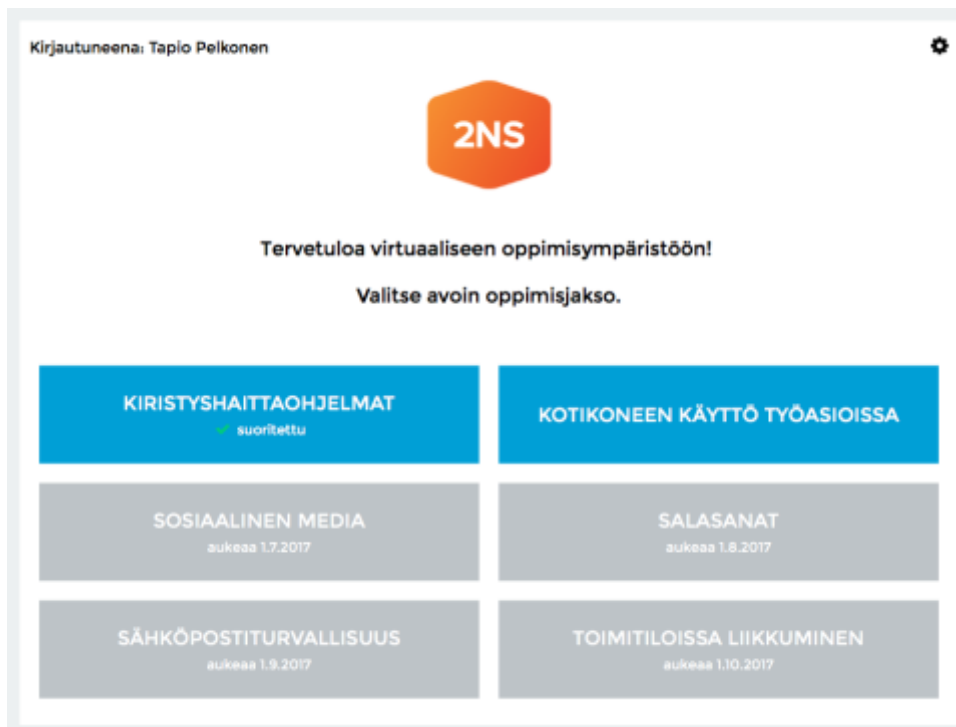 Kirjautuneena: Tapio Pelkonen
2NS
Tervetuloa virtuaaliseen oppimisympäristöön!
Valitse avoin oppimisjakso.
KIRISTYSHAITTAOHJELMAT
suoritettu
KOTIKONEEN KÄYTTÖ TYÖASIOISSA
SOSIAALINEN MEDIA
aukeaa 1.7.2017
SALASANAT
aukeaa 1.8.2017
SÄHKÖPOSTITURVALLISUUS
aukeaa 1.9.2017
TOIMITILOISSA LIIKKUMINEN
aukeaa 1.10.2017